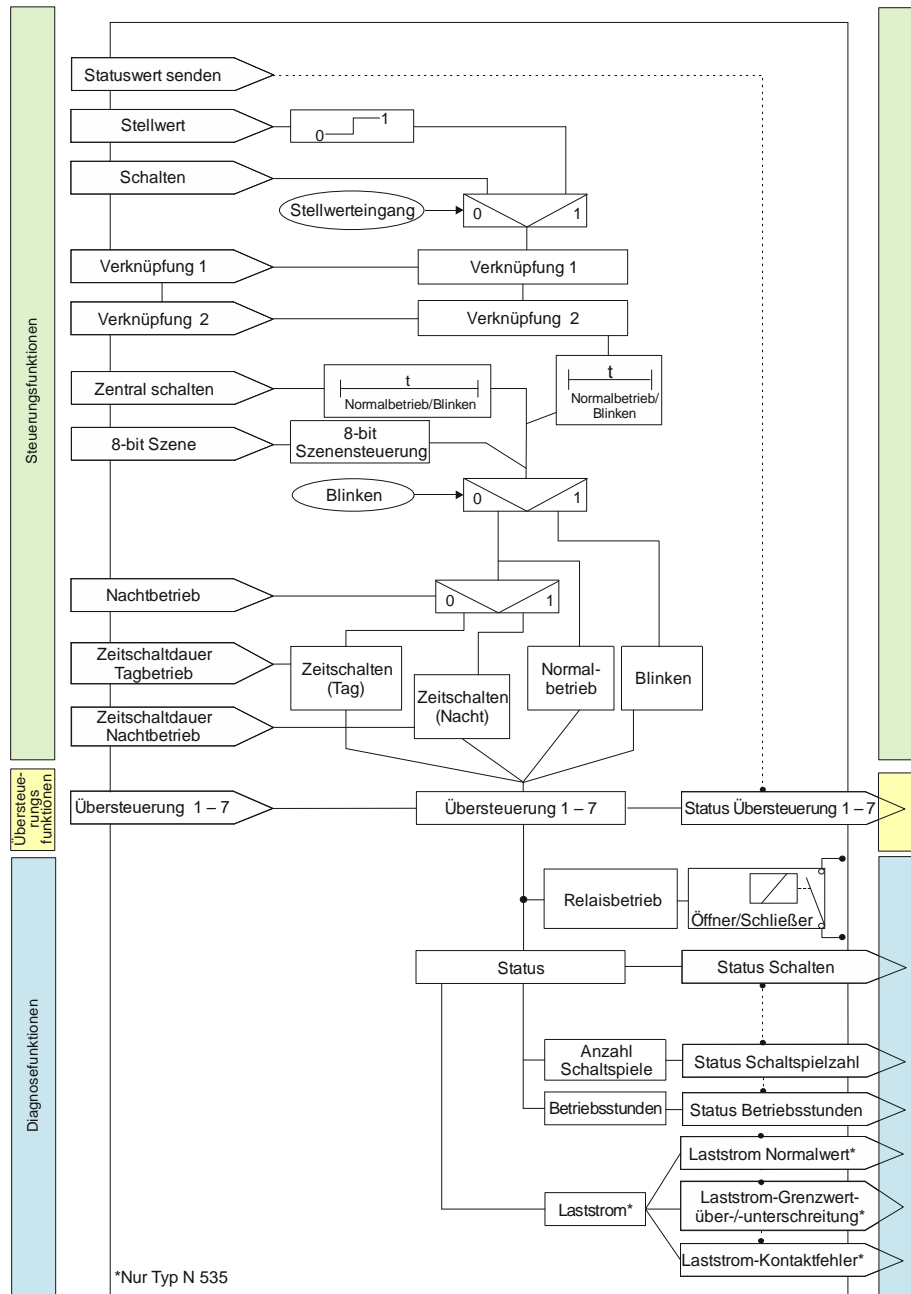 Steuerungsfunktionen
Statuswert senden
Stellwert
0
1
Schalten
Stellwerteingang
0
1
Verknüpfung 1
Verknüpfung 1
Verknüpfung 2
Verknüpfung 2
Zentral schalten
t
Normalbetrieb/Blinken
t
Normalbetrieb/
Blinken
8-bit Szene
8-bit
Szenensteuerung
Blinken
0
1
Nachtbetrieb
0
1
Zeitschaltdauer
Tagbetrieb
Zeitschalten
(Tag)
Zeitschalten
(Nacht)
Normal-
betrieb
Blinken
Zeitschaltdauer
Nachtbetrieb
Übersteue-
rungs
funktionen
Übersteuerung 1 – 7
Übersteuerung 1 – 7
Status Übersteuerung 1 – 7
Diagnosefunktionen
Relaisbetrieb
Öffner/Schließer
Status
Status Schalten
Anzahl
Schaltspiele
Status Schaltspielzahl
Betriebsstunden
Status Betriebsstunden
Laststrom Normalwert*
Laststrom*
Laststrom-Grenzwert-
über-/-unterschreitung*
Laststrom-Kontaktfehler*
*Nur Typ N 535